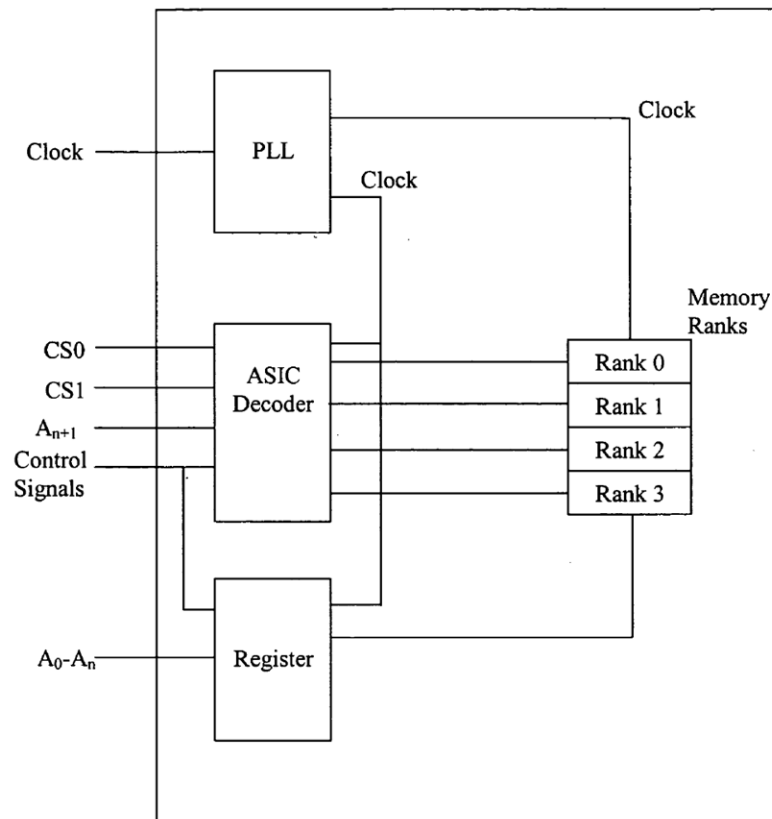 Clock
PLL
Clock
Clock
Memory
Ranks
CS0
CS1
Aₙ₊₁
Control
Signals
ASIC
Decoder
Rank 0
Rank 1
Rank 2
Rank 3
A₀-Aₙ
Register